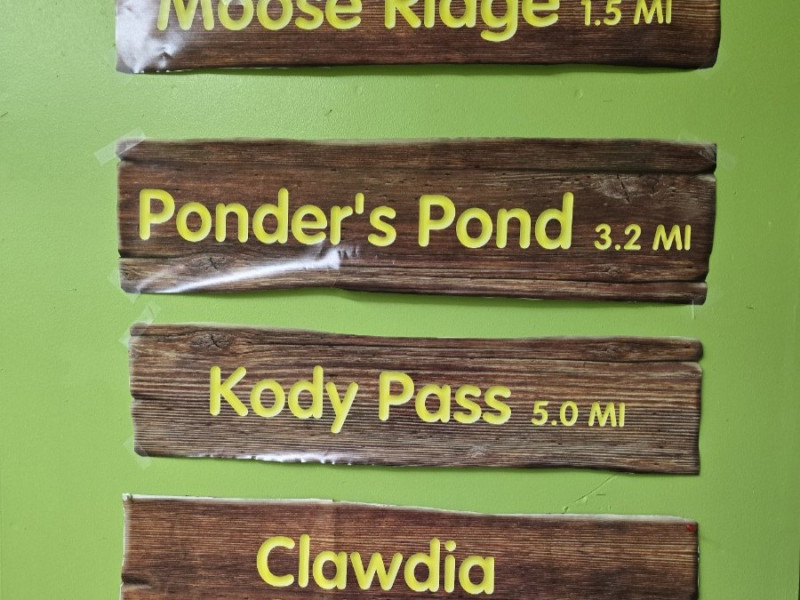 Moose Ridge 1.5 MI
Ponder's Pond 3.2 MI
Kody Pass 5.0 MI
Clawdia